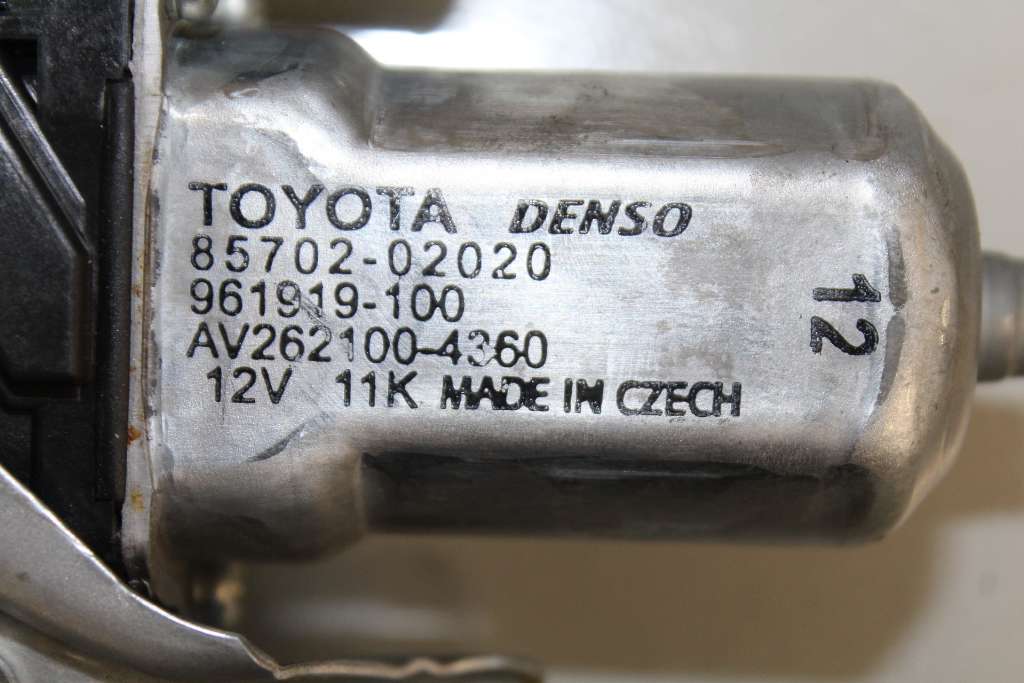 TOYOTA DENSO
85702-02020
961919-100
AV262100-4360
12V 11K MADE IN CZECH
12